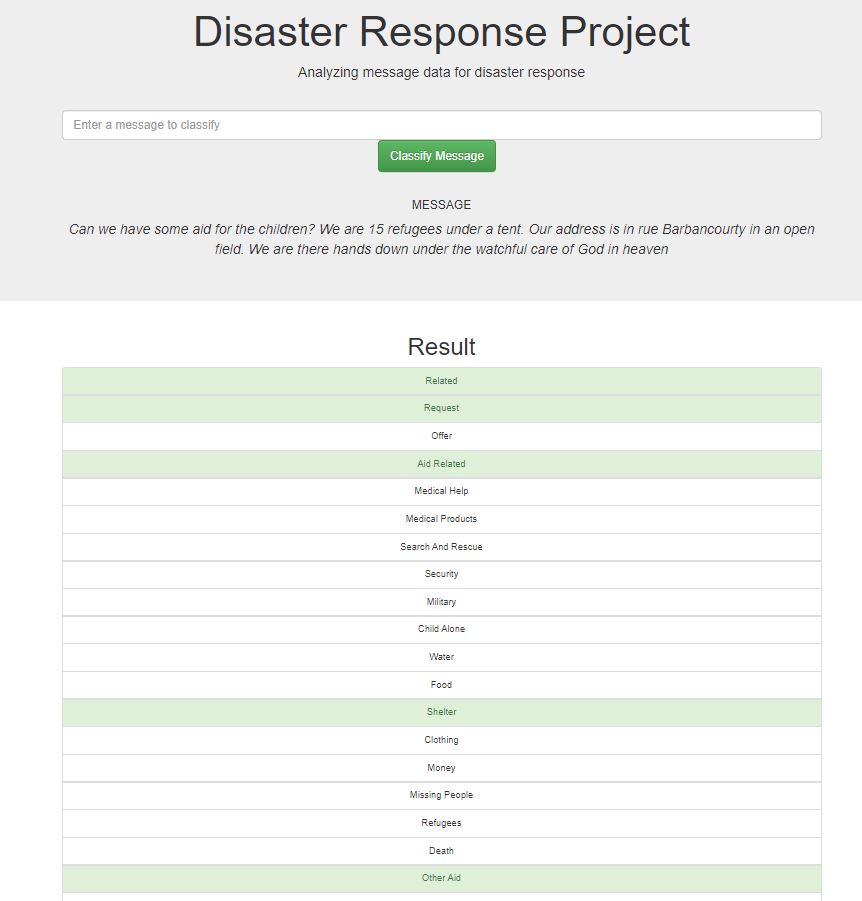 Disaster Response Project
Analyzing message data for disaster response
Enter a message to classify
Classify Message
MESSAGE
Can we have some aid for the children? We are 15 refugees under a tent. Our address is in rue Barbancourty in an open
field. We are there hands down under the watchful care of God in heaven
Result
Related
Request
Offer
Aid Related
Medical Help
Medical Products
Search And Rescue
Security
Military
Child Alone
Water
Food
Shelter
Clothing
Money
Missing People
Refugees
Death
Other Aid